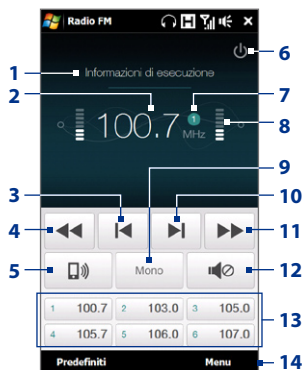 Radio FM
H
6
1
Informazioni di esecuzione
2
7
100.7
1
MHz
8
9
3
10
4
11
5
Mono
12
1 100.7 2 103.0 3 105.0
4 105.7 5 106.0 6 107.0
13
Predefiniti Menu
14